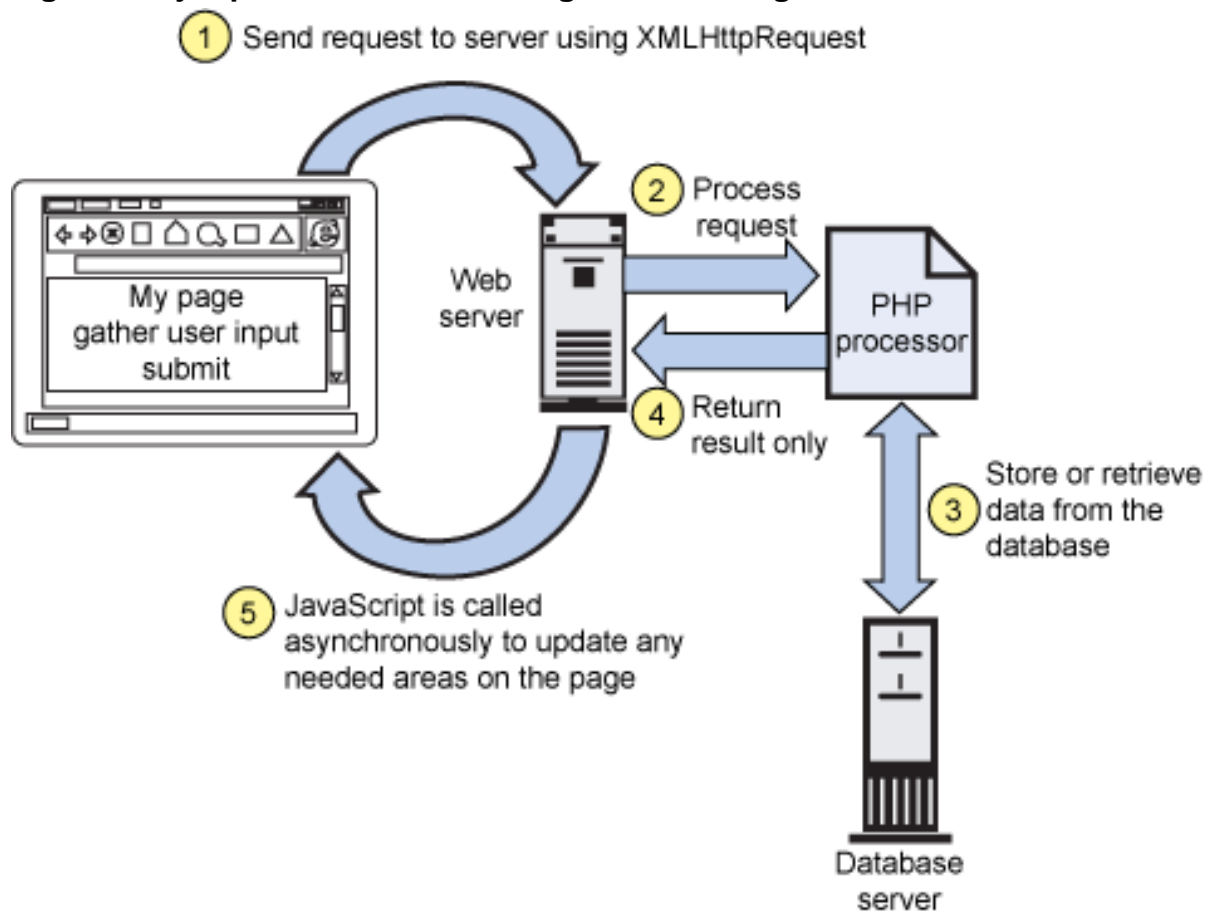 1 Send request to server using XMLHttpRequest
2 Process
request
My page
gather user input
submit
Web
server
PHP
processor
4 Return
result only
3 Store or retrieve
data from the
database
5 JavaScript is called
asynchronously to update any
needed areas on the page
Database
server